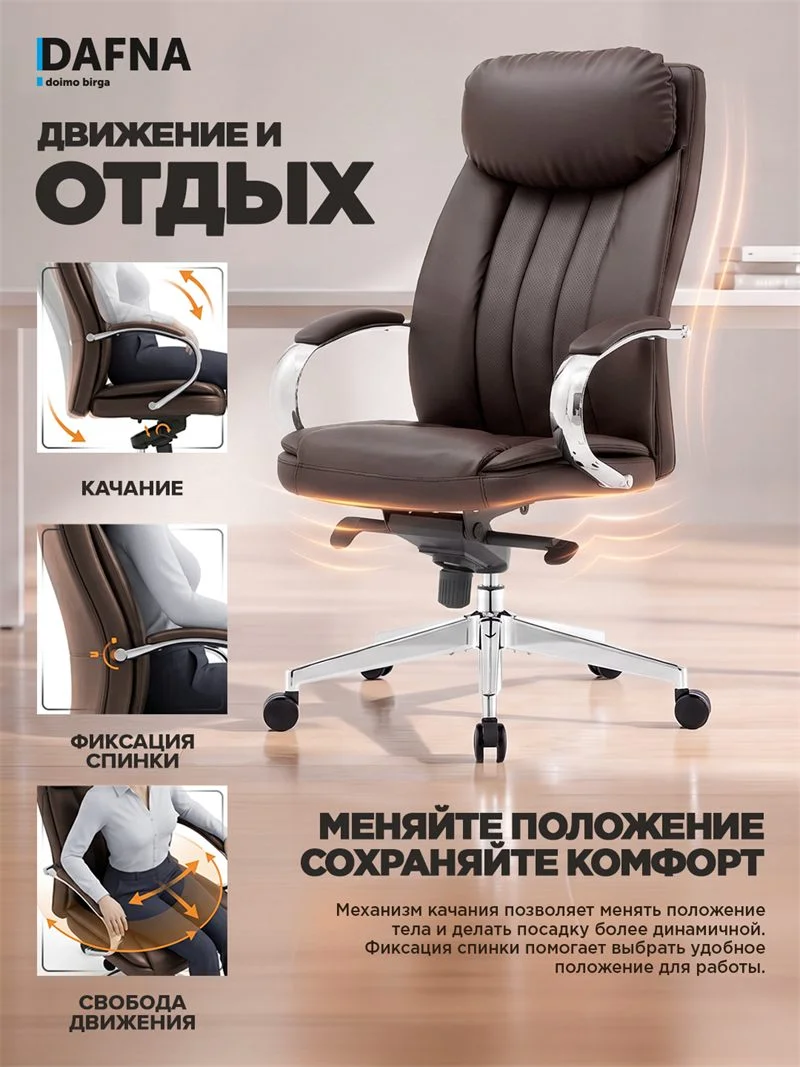 DAFNA
doimo birga
ДВИЖЕНИЕ И
ОТДЫХ
КАЧАНИЕ
ФИКСАЦИЯ
СПИНКИ
СВОБОДА
ДВИЖЕНИЯ
МЕНЯЙТЕ ПОЛОЖЕНИЕ
СОХРАНЯЙТЕ КОМФОРТ
Механизм качания позволяет менять положение
тела и делать посадку более динамичной.
Фиксация спинки помогает выбрать удобное
положение для работы.